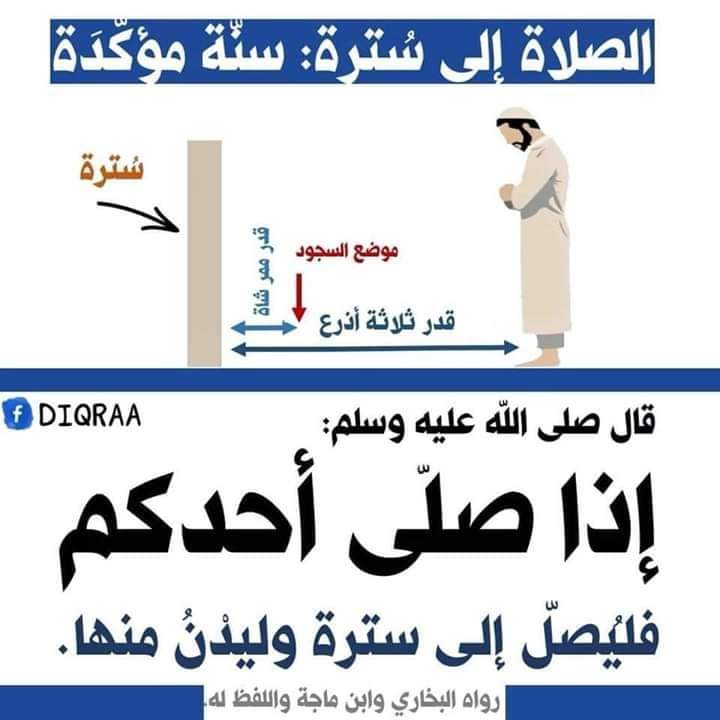 الصلاة إلى سُترة: سنّة مؤكّدَة
سُترة
قدر ممر شاة
موضع السجود
قدر ثلاثة أذرع
f DIQRAA
قال صلى الله عليه وسلم:
إذا صلّى أحدكم
فليُصلّ إلى سترة وليدْنُ منها.
رواه البخاري وابن ماجة واللفظ له.